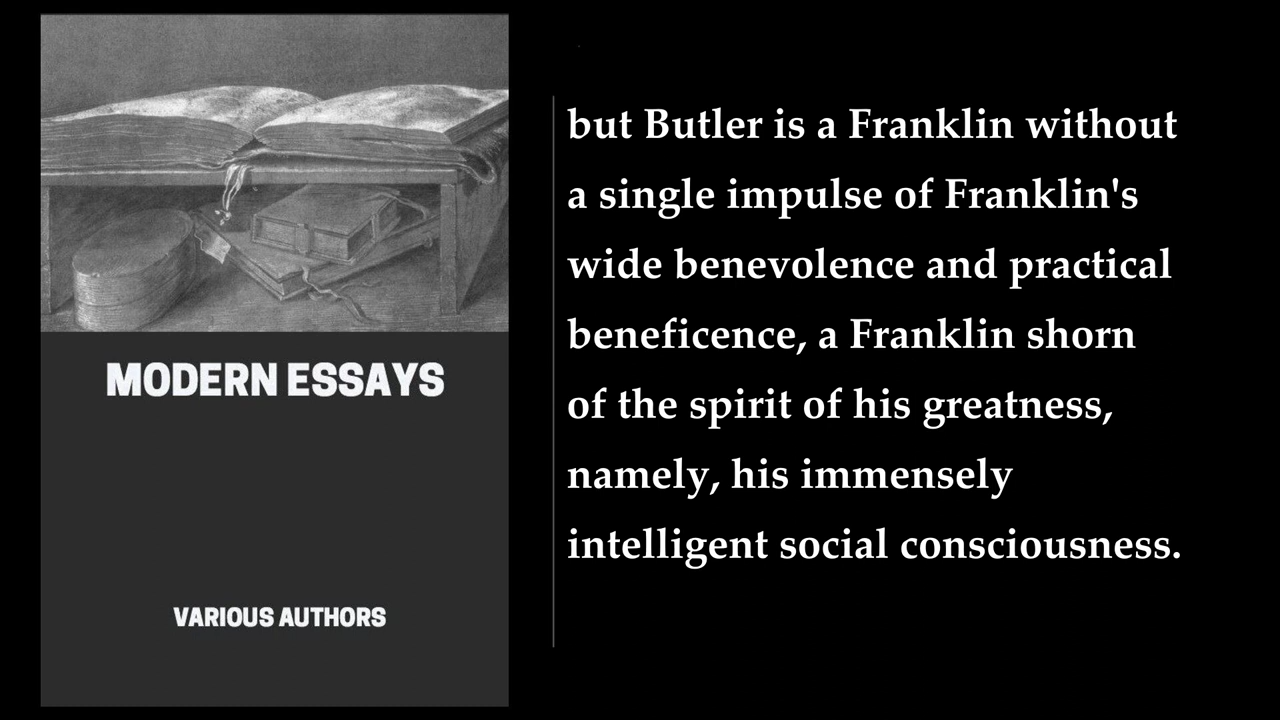 MODERN ESSAYS
VARIOUS AUTHORS
but Butler is a Franklin without
a single impulse of Franklin's
wide benevolence and practical
beneficence, a Franklin shorn
of the spirit of his greatness,
namely, his immensely
intelligent social consciousness.